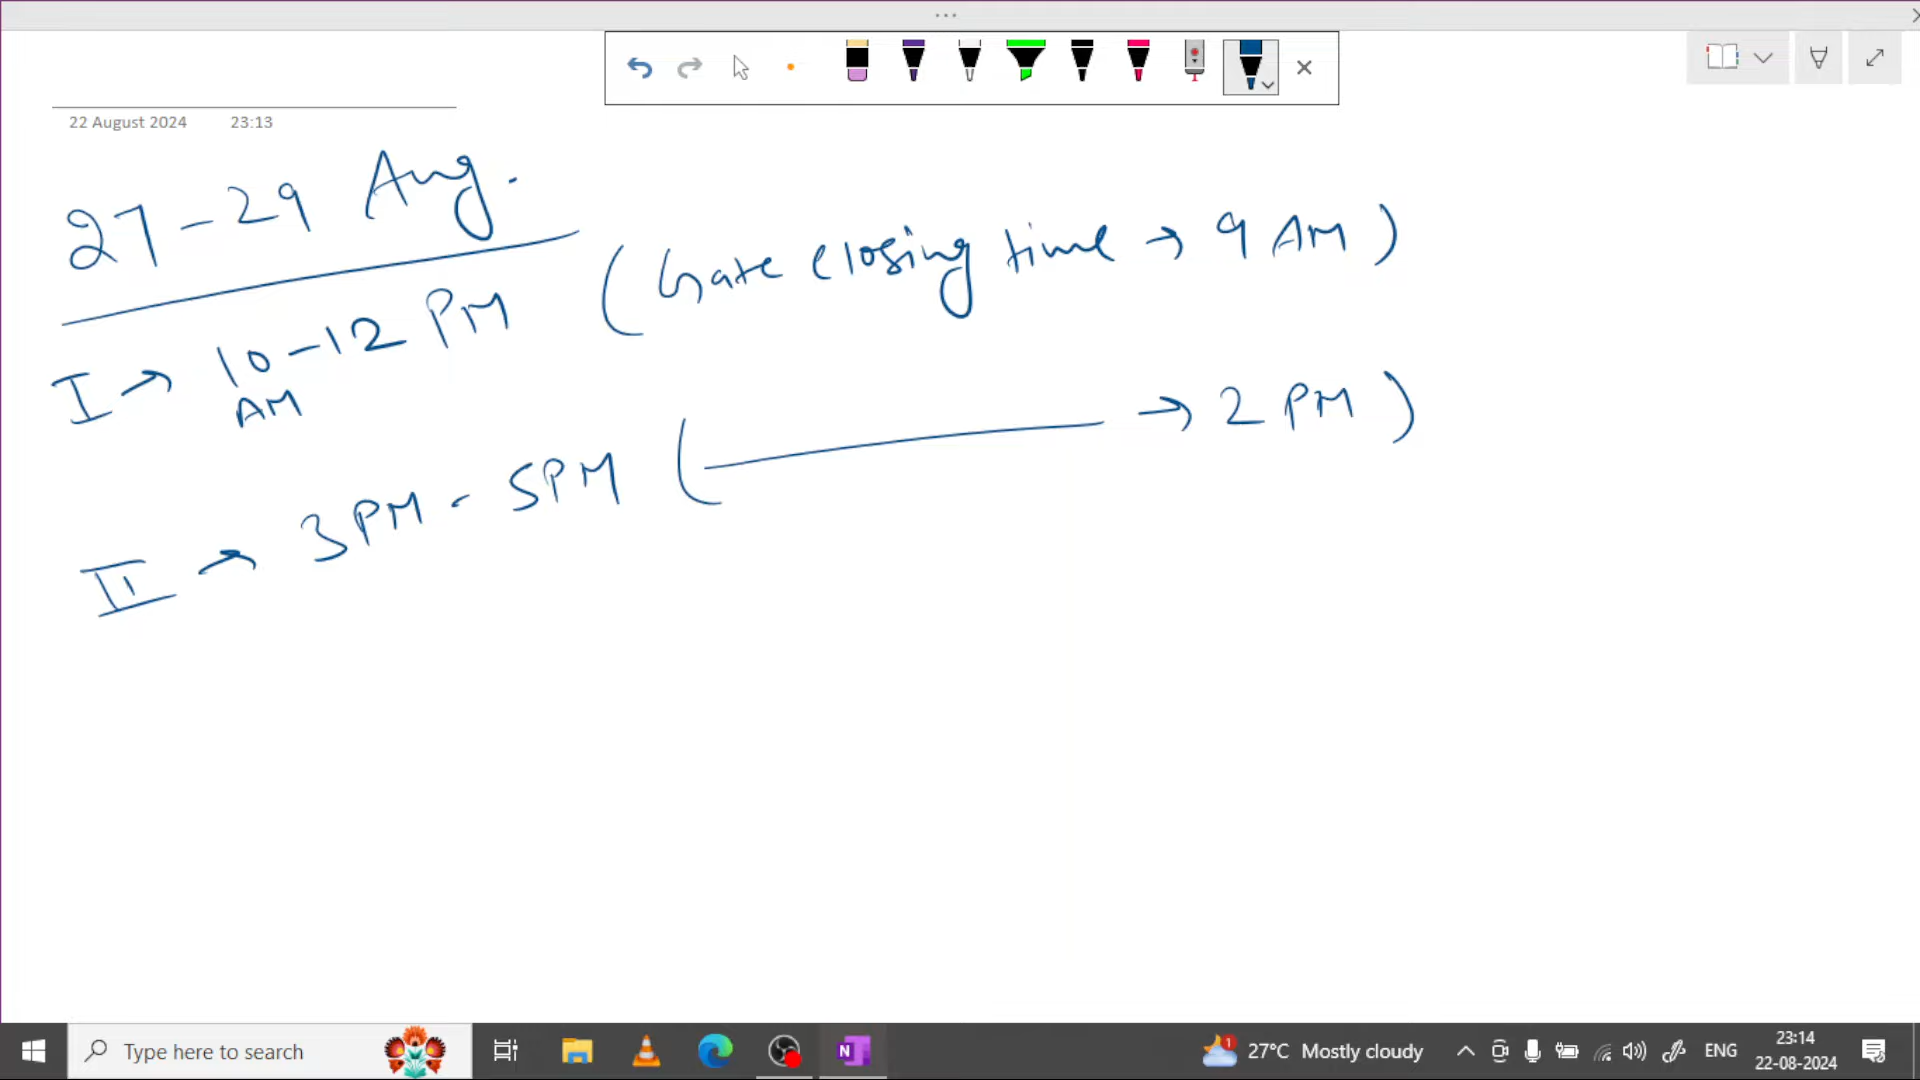 22 August 2024 23:13
27-29 Aug.
I → 10-12 PM (Gate closing time → 9 AM)
AM
II → 3PM - 5PM ( → 2 PM)
Type here to search
27°C Mostly cloudy
ENG
23:14
22-08-2024